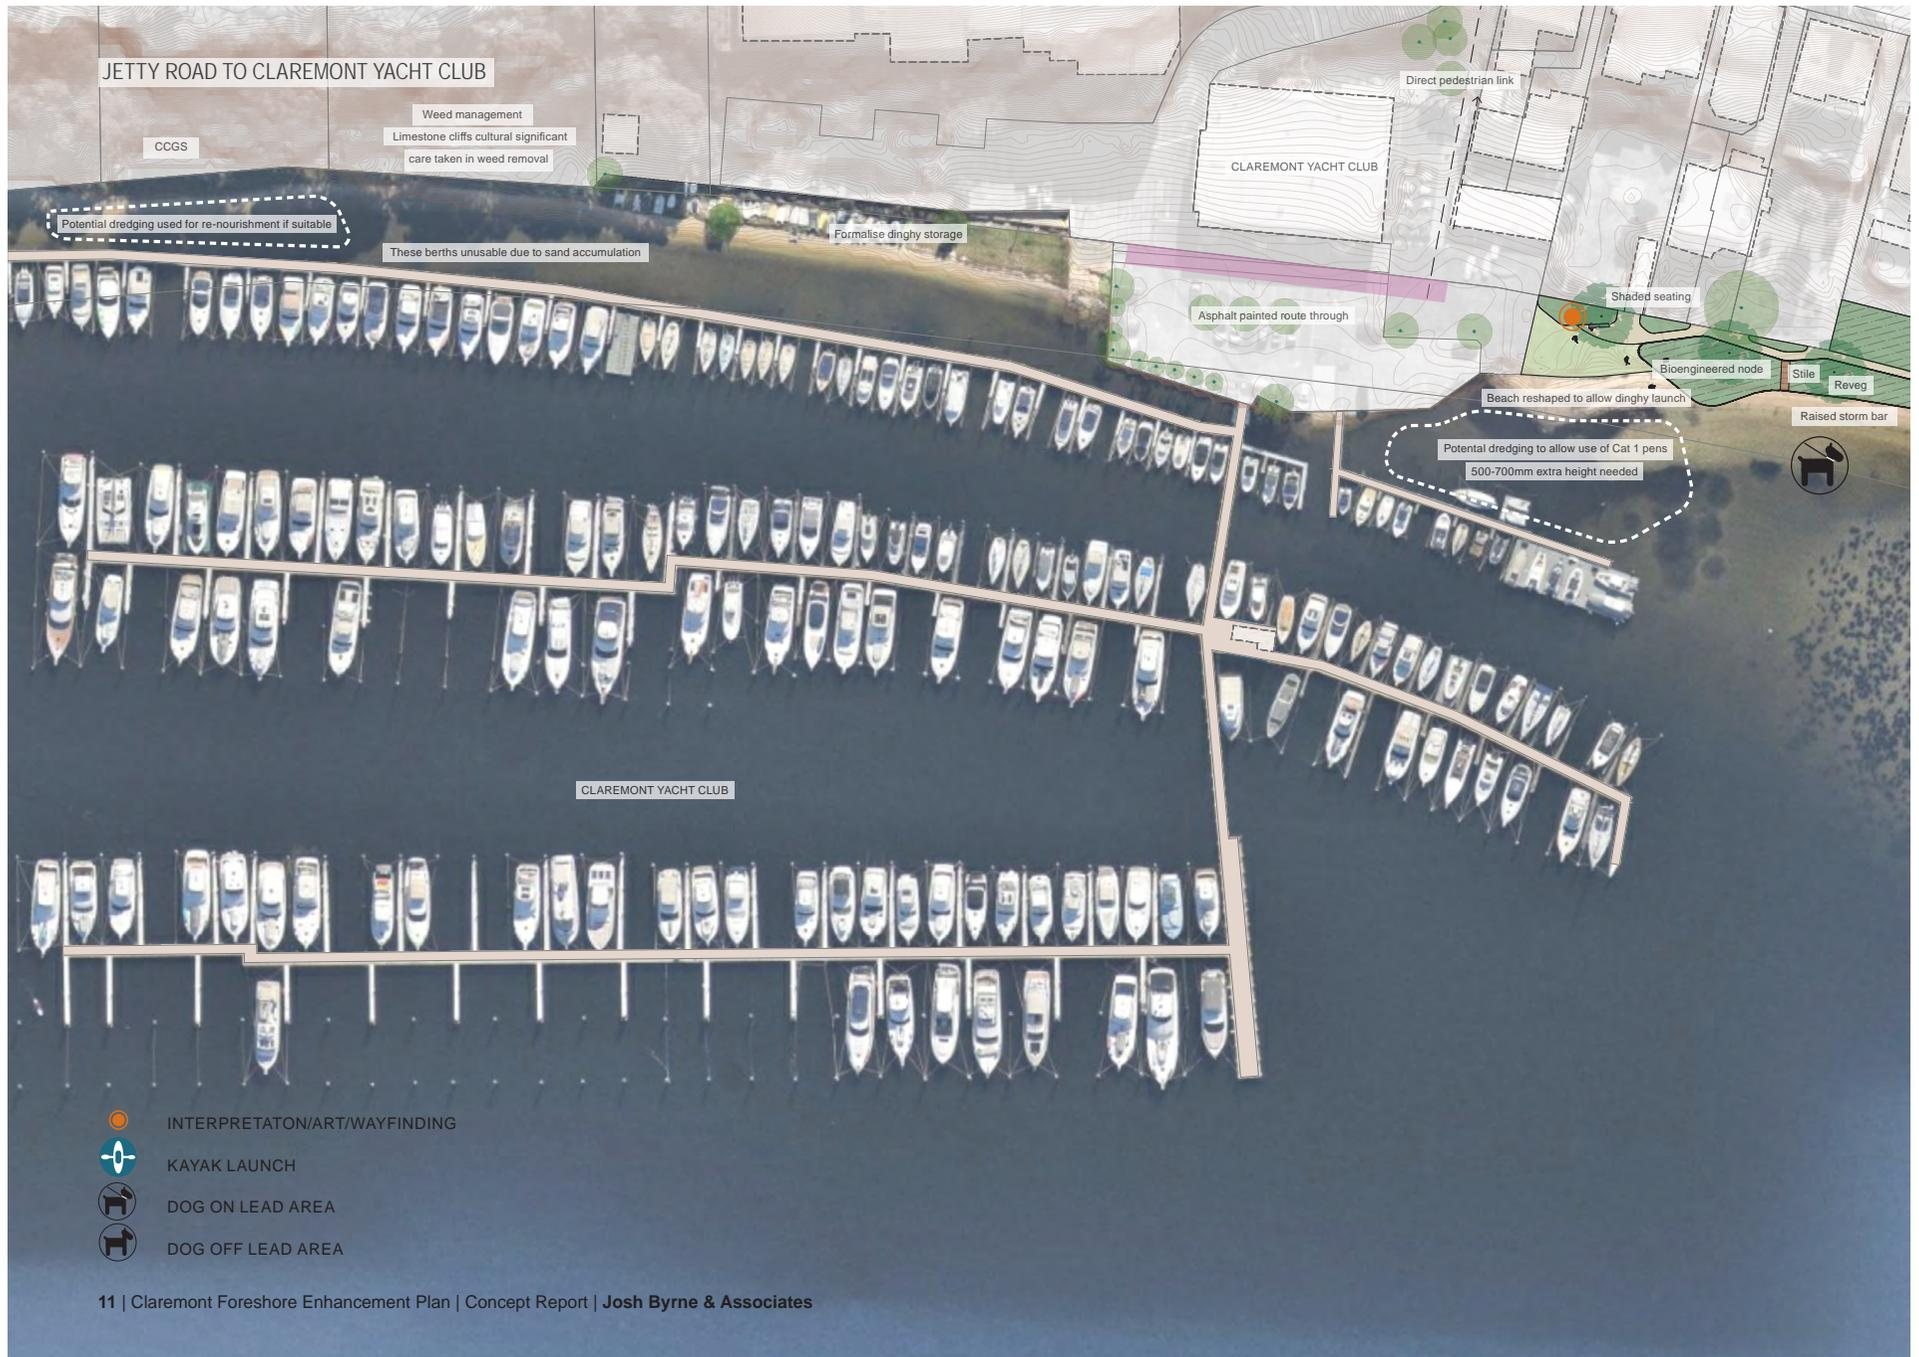 JETTY ROAD TO CLAREMONT YACHT CLUB
Direct pedestrian link
Weed management
Limestone cliffs cultural significant
care taken in weed removal
CCGS
CLAREMONT YACHT CLUB
Potential dredging used for re-nourishment if suitable
Formalise dinghy storage
These berths unusable due to sand accumulation
Shaded seating
Asphalt painted route through
Bioengineered node
Stile
Reveg
Beach reshaped to allow dinghy launch
Raised storm bar
Potental dredging to allow use of Cat 1 pens
500-700mm extra height needed
CLAREMONT YACHT CLUB
INTERPRETATON/ART/WAYFINDING
KAYAK LAUNCH
DOG ON LEAD AREA
DOG OFF LEAD AREA
11 | Claremont Foreshore Enhancement Plan | Concept Report | Josh Byrne & Associates